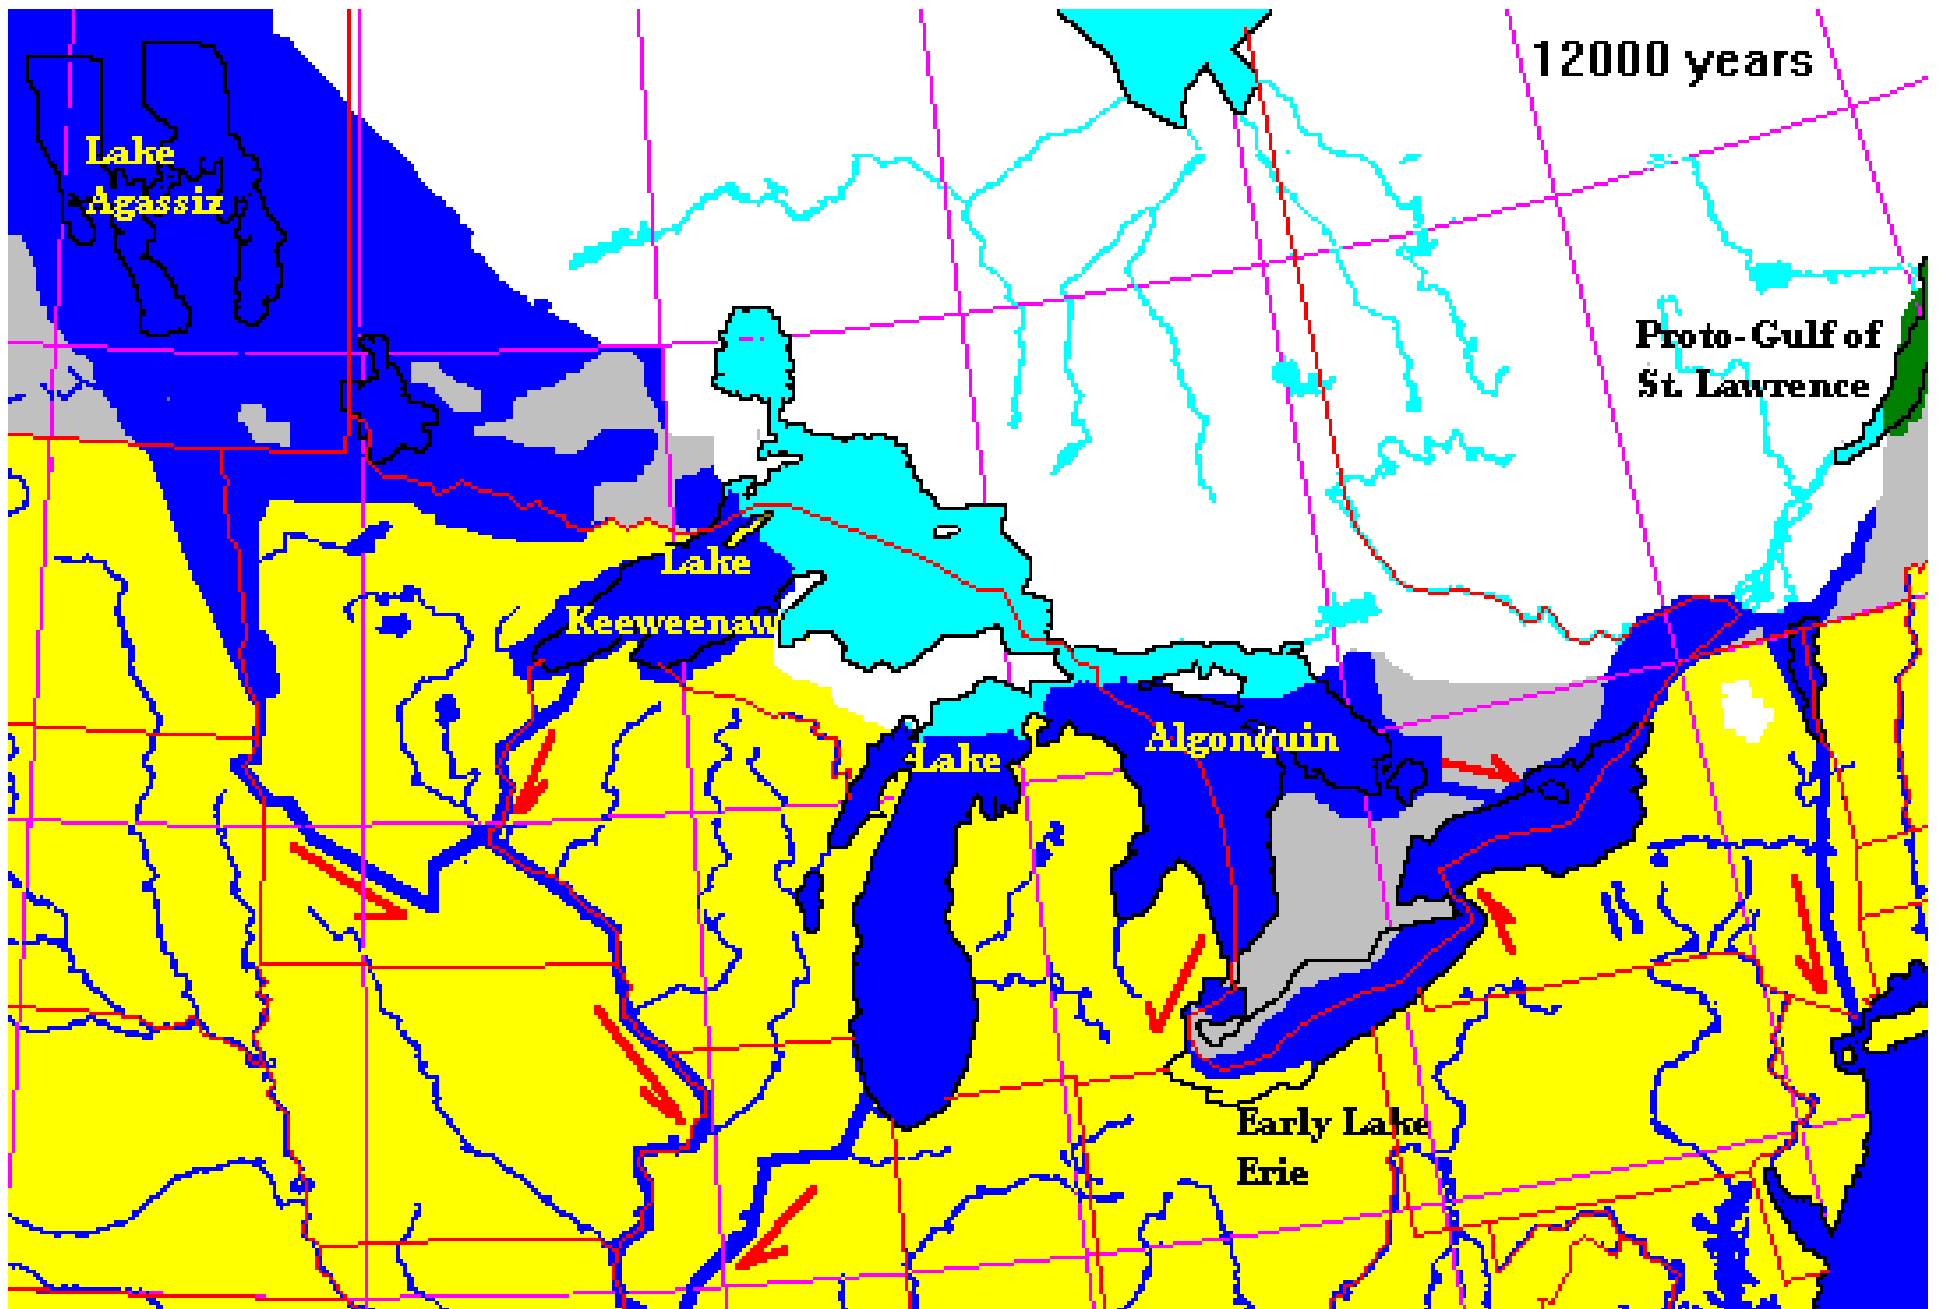 12000 years
Lake
Agassiz
Proto-Gulf of
St. Lawrence
Lake
Keeweenaw
Lake
Algonquin
Early Lake
Erie